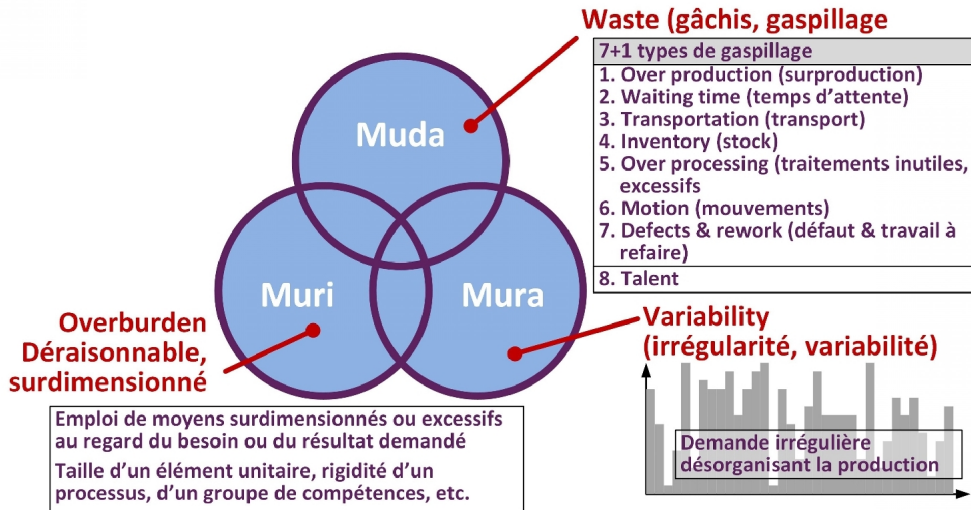 Waste (gâchis, gaspillage
7+1 types de gaspillage
1. Over production (surproduction)
2. Waiting time (temps d’attente)
3. Transportation (transport)
4. Inventory (stock)
5. Over processing (traitements inutiles,
excessifs
6. Motion (mouvements)
7. Defects & rework (défaut & travail à
refaire)
8. Talent
Muda
Muri
Mura
Overburden
Déraisonnable,
surdimensionné
Emploi de moyens surdimensionnés ou excessifs
au regard du besoin ou du résultat demandé
Taille d’un élément unitaire, rigidité d’un
processus, d’un groupe de compétences, etc.
Variability
(irrégularité, variabilité)
Demande irrégulière
désorganisant la production